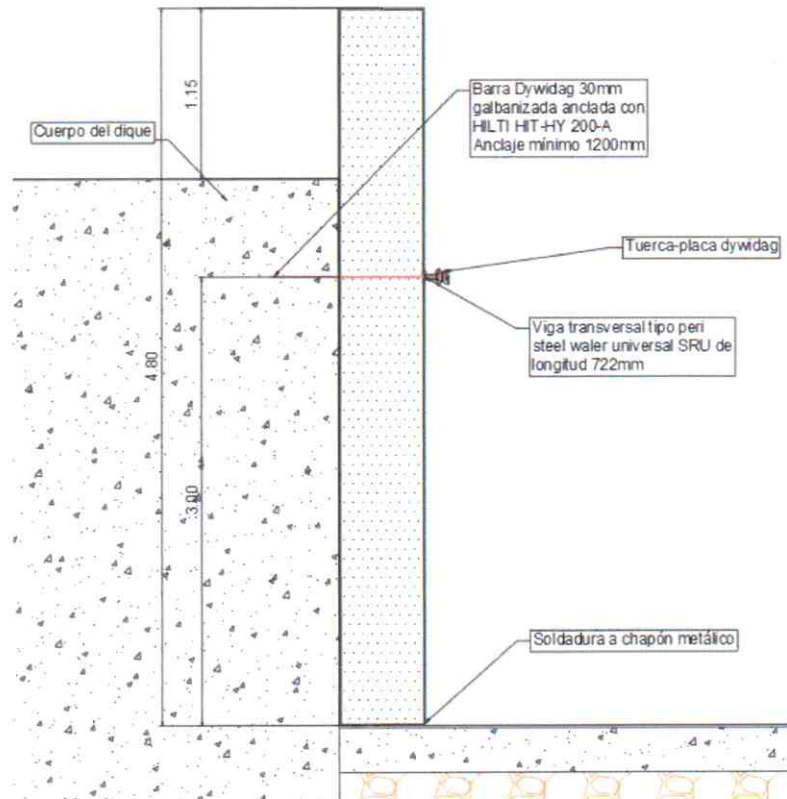 1.15
Barra Dywidag 30mm
galbanizada anclada con
HILTI HIT-HY 200-A
Anclaje mínimo 1200mm
Cuerpo del dique
Tuerca-placa dywidag
Viga transversal tipo peri
steel waler universal SRU de
longitud 722mm
4.80
3.00
Soldadura a chapón metálico